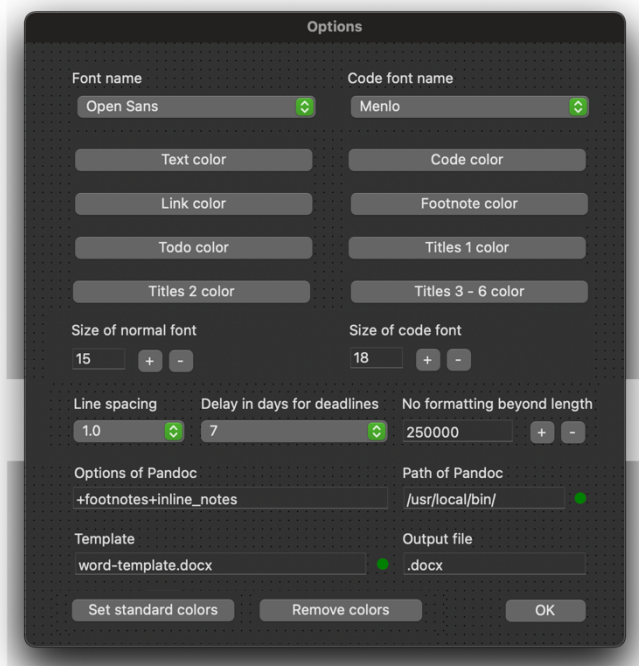 Options
Font name Code font name
Open Sans Menlo
Text color Code color
Link color Footnote color
Todo color Titles 1 color
Titles 2 color Titles 3 - 6 color
Size of normal font Size of code font
15 + - 18 + -
Line spacing Delay in days for deadlines No formatting beyond length
1.0 7 250000 + -
Options of Pandoc Path of Pandoc
+footnotes+inline_notes /usr/local/bin/
Template Output file
word-template.docx .docx
Set standard colors Remove colors OK